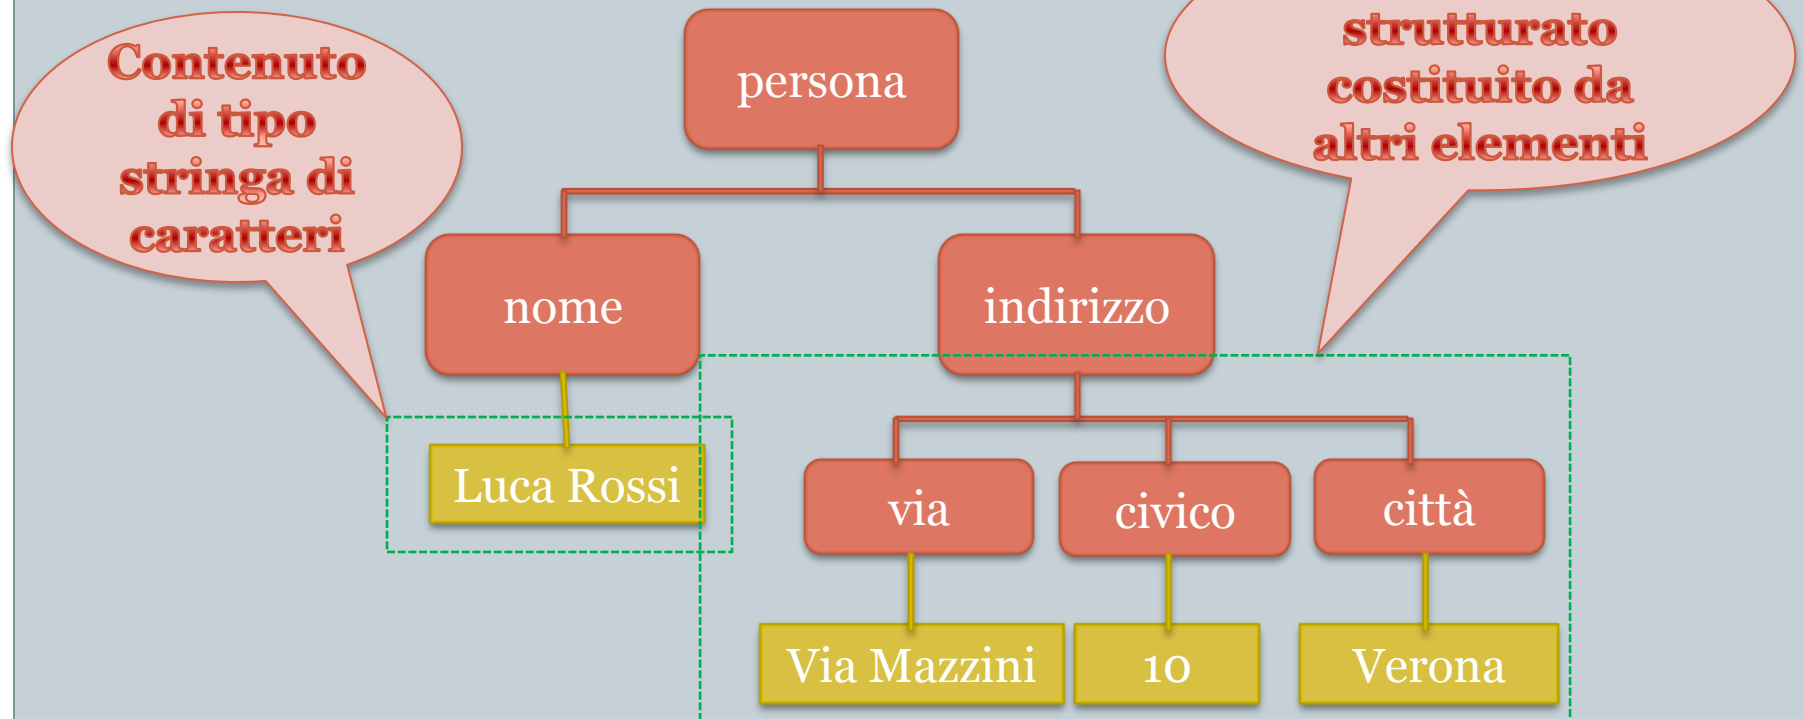 Contenuto
di tipo
stringa di
caratteri
persona
strutturato
costituito da
altri elementi
nome
indirizzo
Luca Rossi
via
civico
città
Via Mazzini
10
Verona